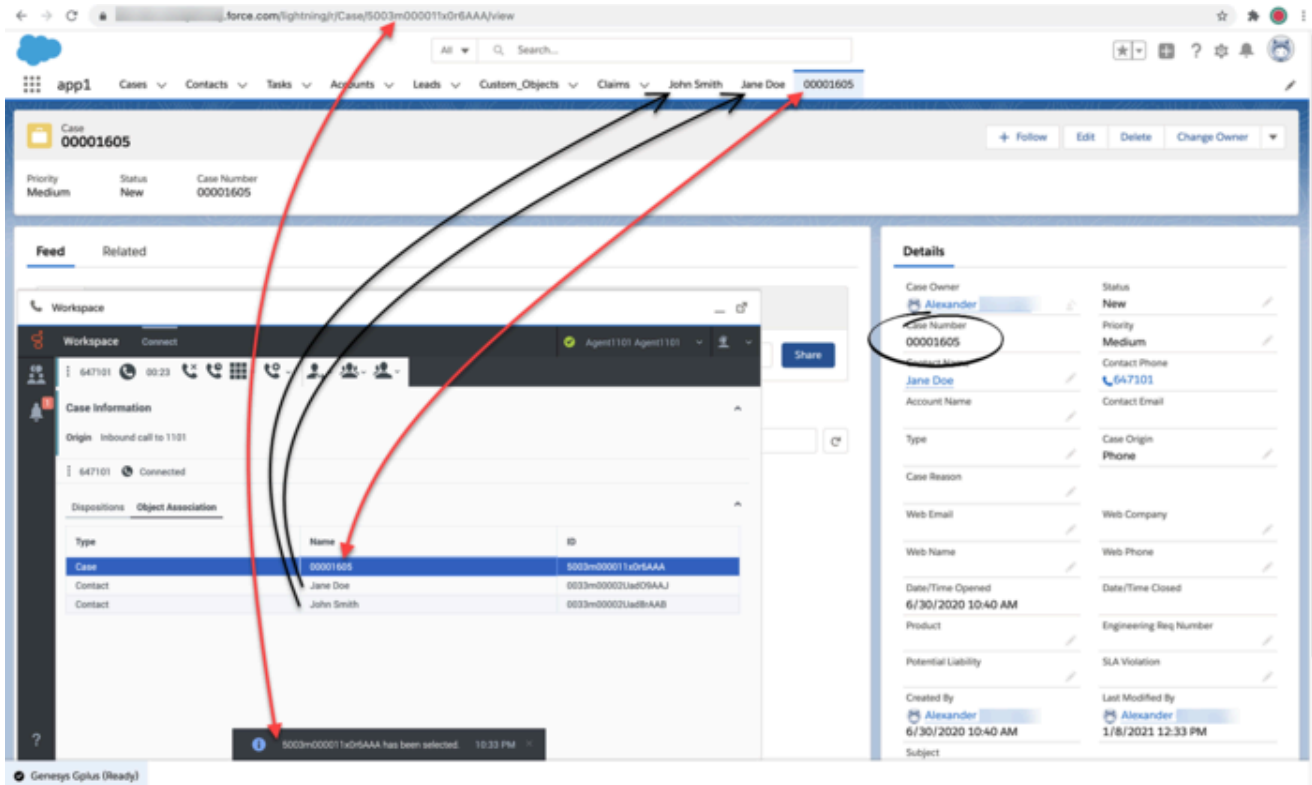 .force.com/lightning/r/Case/5003m000011x0r6AAA/view
All Search...
app1 Cases Contacts Tasks Accounts Leads Custom_Objects Claims John Smith Jane Doe 00001605
Case
00001605
+ Follow Edit Delete Change Owner
Priority Status Case Number
Medium New 00001605
Feed Related
Workspace
Workspace Connect Agent1101 Agent1101
Share
647101 00:23
1
Case Information
Origin Inbound call to 1101
647101 Connected
Dispositions Object Association
Type Name ID
Case 00001605 5003m000011x0r6AAA
Contact Jane Doe 0033m00002UadO9AAJ
Contact John Smith 0033m00002UadBrAAB
?
5003m000011x0r6AAA has been selected. 10:33 PM ×
Genesys Gplus (Ready)
Details
Case Owner Status
Alexander New
Case Number Priority
00001605 Medium
Contact Name Contact Phone
Jane Doe 647101
Account Name Contact Email
Type Case Origin
Phone
Case Reason
Web Email Web Company
Web Name Web Phone
Date/Time Opened Date/Time Closed
6/30/2020 10:40 AM
Product Engineering Req Number
Potential Liability SLA Violation
Created By Last Modified By
Alexander Alexander
6/30/2020 10:40 AM 1/8/2021 12:33 PM
Subject